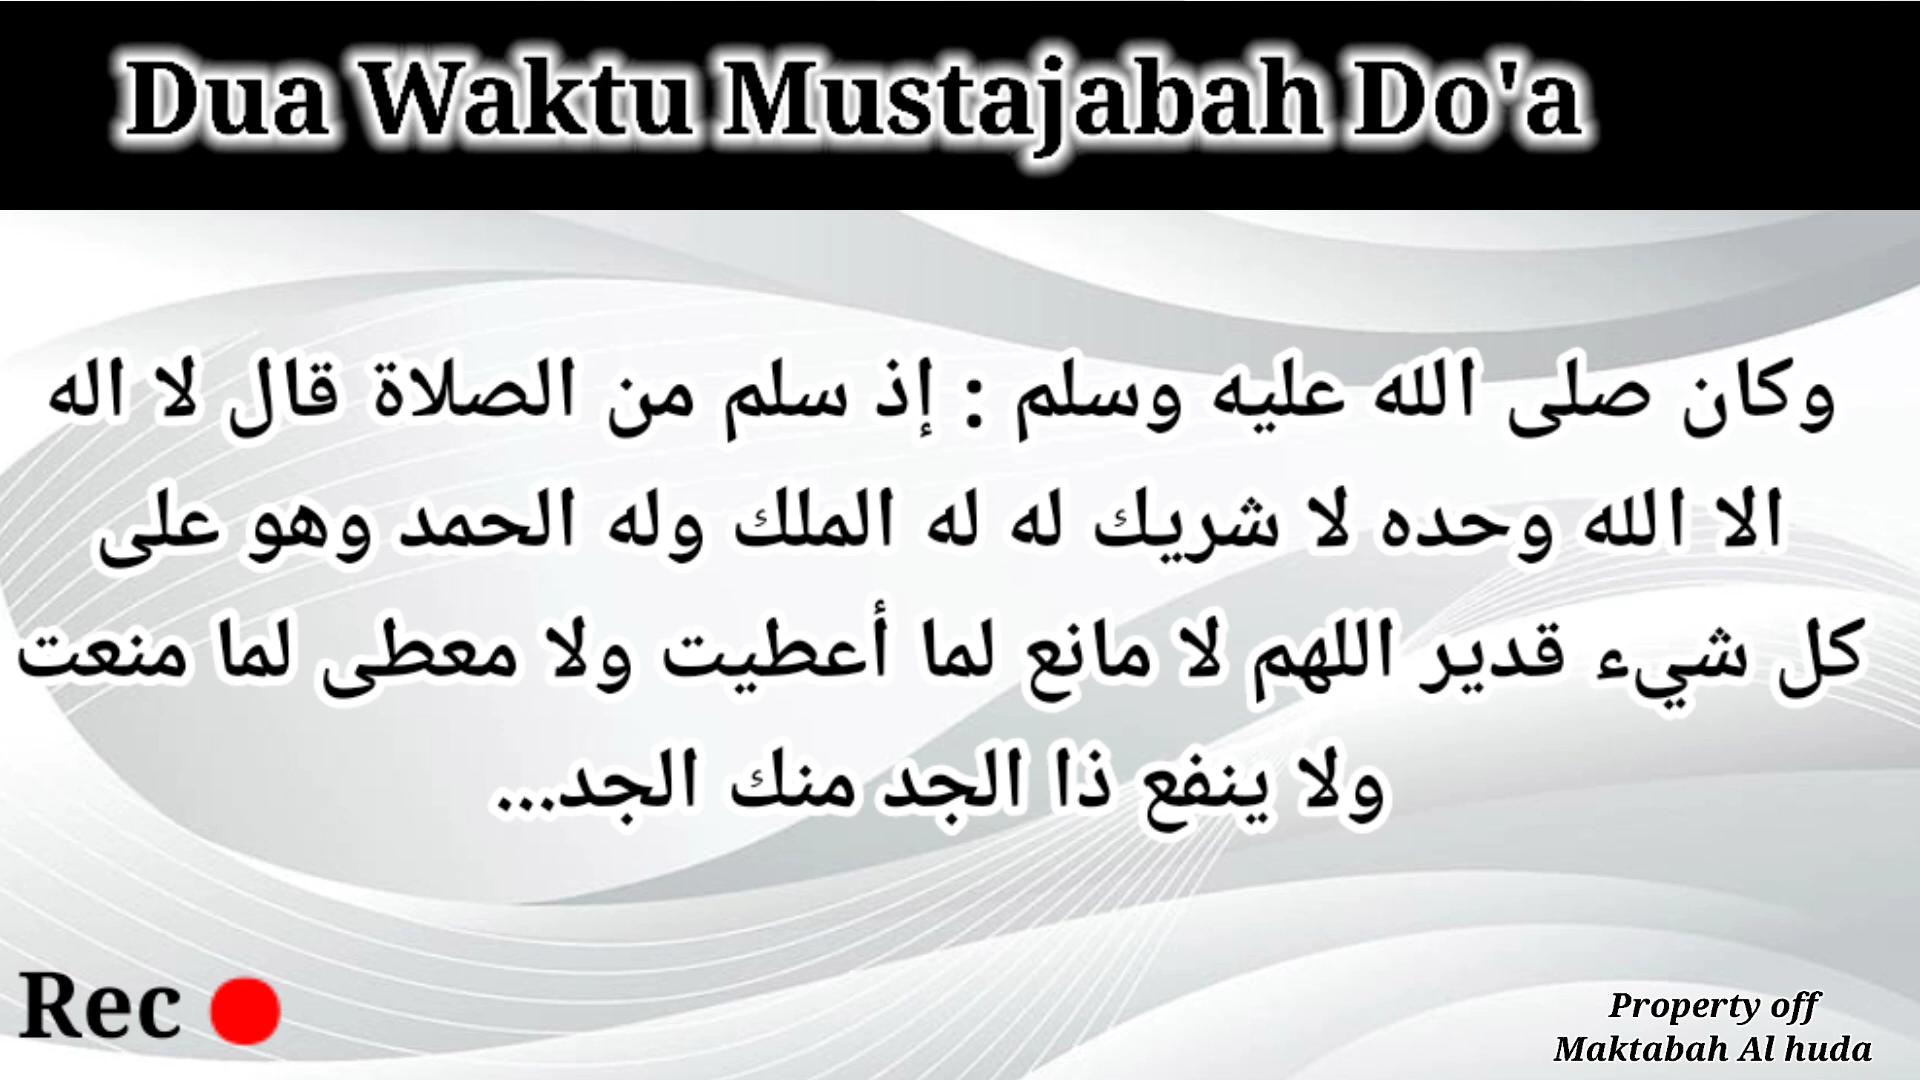 Dua Waktu Mustajabah Do'a
وكان صلى الله عليه وسلم : إذ سلم من الصلاة قال لا اله
الا الله وحده لا شريك له له الملك وله الحمد وهو على
كل شيء قدير اللهم لا مانع لما أعطيت ولا معطى لما منعت
ولا ينفع ذا الجد منك الجد...
Rec
Property off
Maktabah Al huda